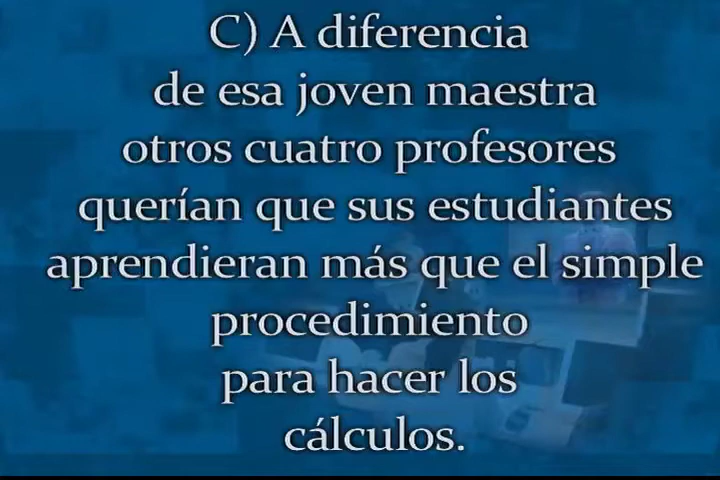 C) A diferencia
de esa joven maestra
otros cuatro profesores
querían que sus estudiantes
aprendieran más que el simple
procedimiento
para hacer los
cálculos.